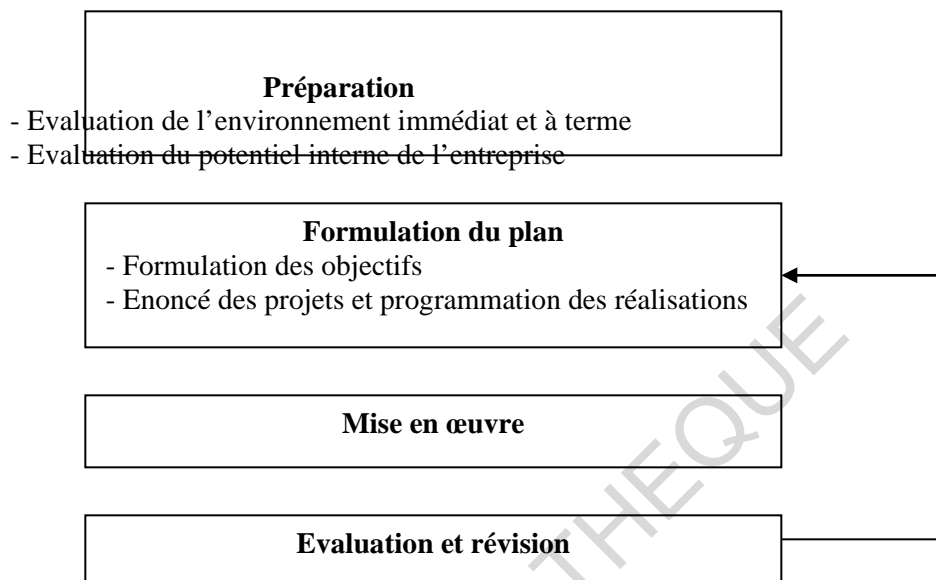 Préparation
- Evaluation de l’environnement immédiat et à terme
- Evaluation du potentiel interne de l’entreprise
Formulation du plan
- Formulation des objectifs
- Enoncé des projets et programmation des réalisations
Mise en œuvre
Evaluation et révision
THEQUE